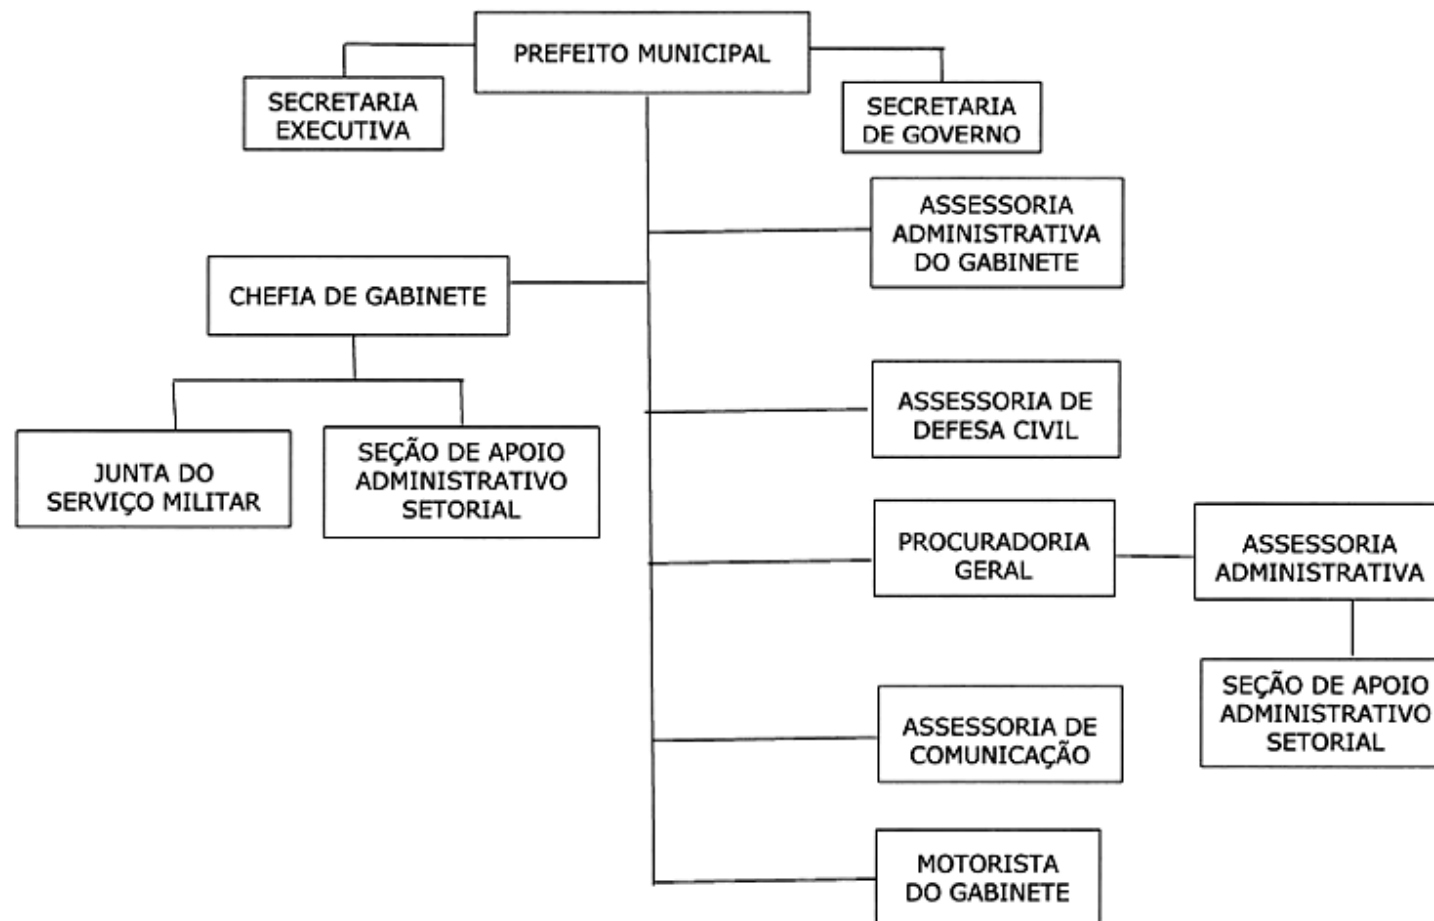 PREFEITO MUNICIPAL
SECRETARIA
EXECUTIVA
SECRETARIA
DE GOVERNO
ASSESSORIA
ADMINISTRATIVA
DO GABINETE
CHEFIA DE GABINETE
JUNTA DO
SERVIÇO MILITAR
SEÇÃO DE APOIO
ADMINISTRATIVO
SETORIAL
ASSESSORIA DE
DEFESA CIVIL
PROCURADORIA
GERAL
ASSESSORIA
ADMINISTRATIVA
SEÇÃO DE APOIO
ADMINISTRATIVO
SETORIAL
ASSESSORIA DE
COMUNICAÇÃO
MOTORISTA
DO GABINETE